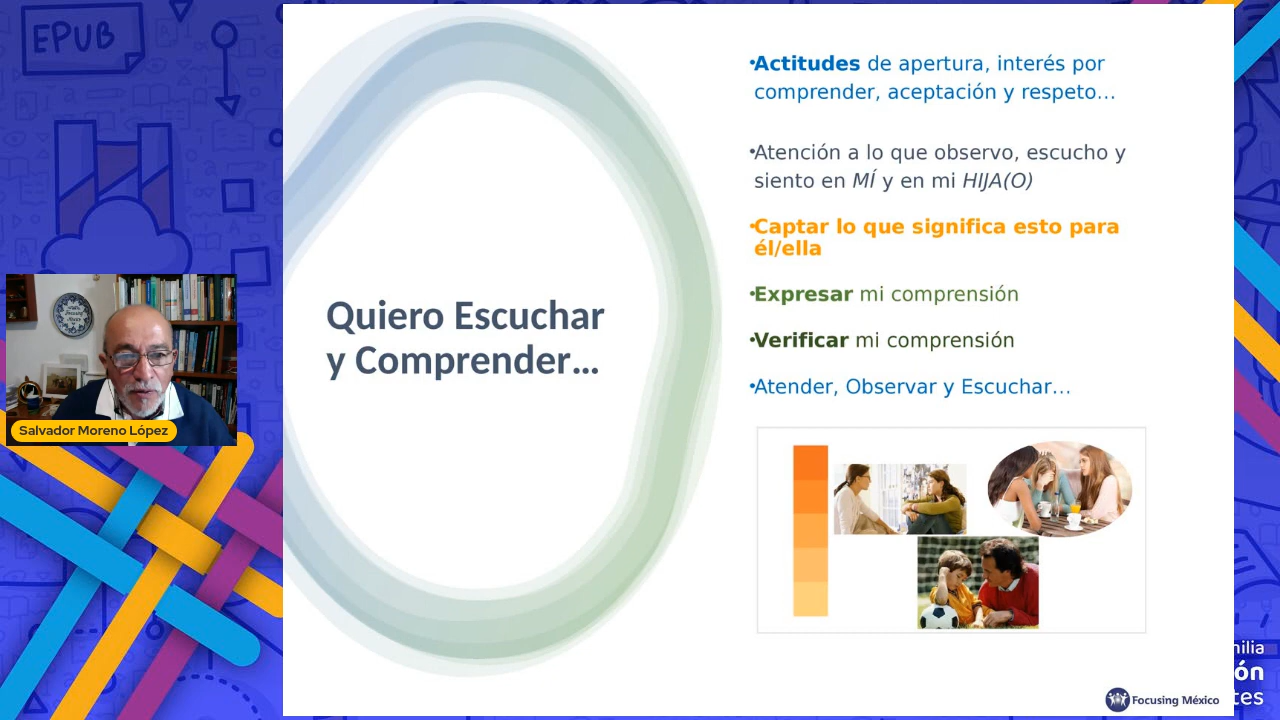 EPUB
Quiero Escuchar
y Comprender...
•Actitudes de apertura, interés por
comprender, aceptación y respeto...
•Atención a lo que observo, escucho y
siento en MÍ y en mi HIJA(O)
•Captar lo que significa esto para
él/ella
•Expresar mi comprensión
•Verificar mi comprensión
•Atender, Observar y Escuchar...
Salvador Moreno López
Focusing México
ón